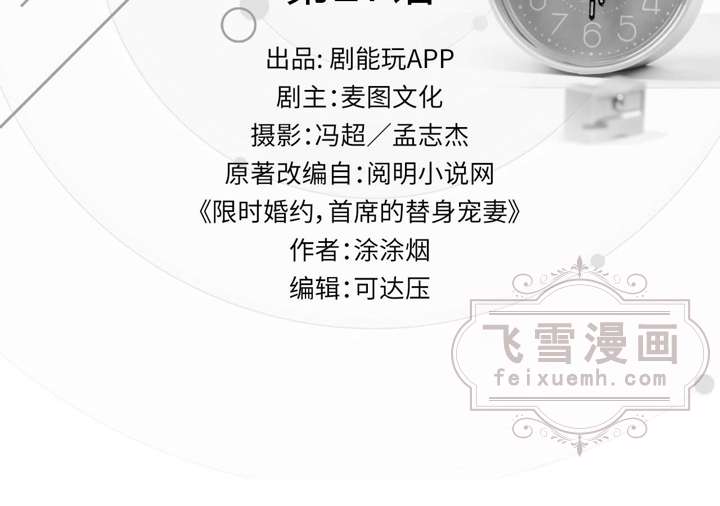 出品: 剧能玩APP
剧主：麦图文化
摄影：冯超／孟志杰
原著改编自：阅明小说网
《限时婚约，首席的替身宠妻》
作者：涂涂烟
编辑：可达压
飞雪漫画
feixuemh.com
7
6
5